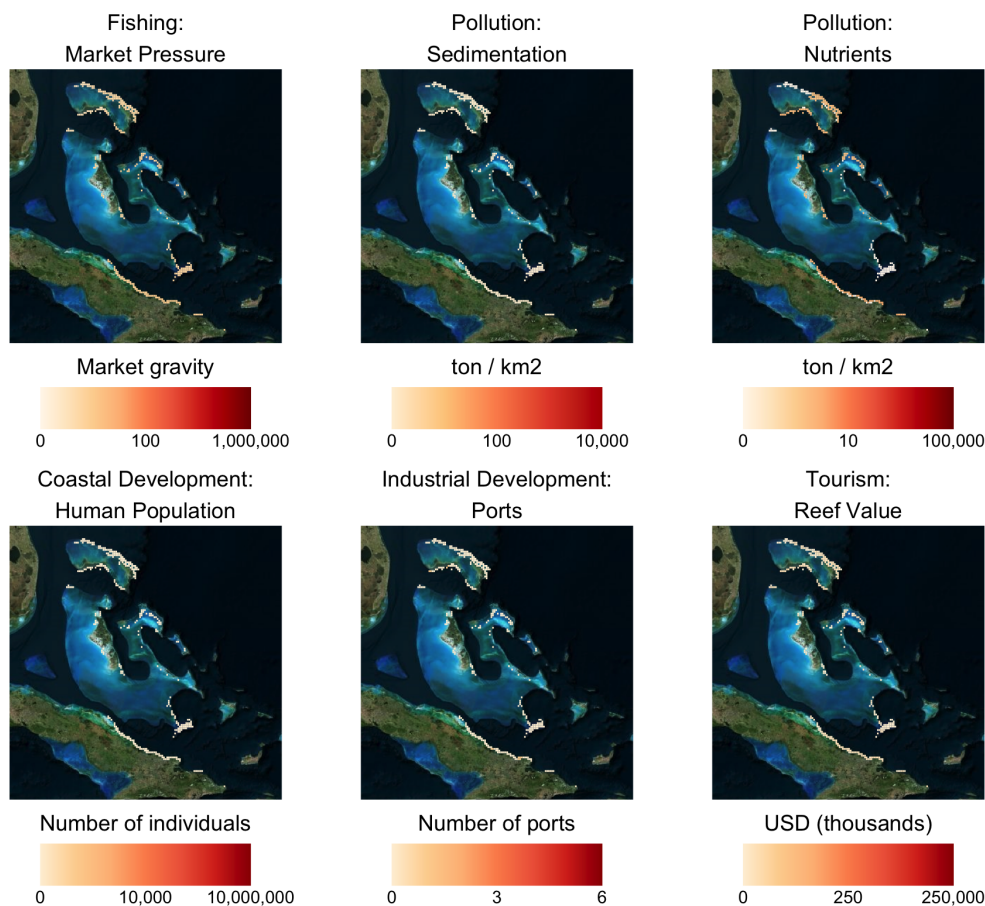 Fishing:
Market Pressure
Pollution:
Sedimentation
Pollution:
Nutrients
Market gravity
0 100 1,000,000
ton / km2
0 100 10,000
ton / km2
0 10 100,000
Coastal Development:
Human Population
Industrial Development:
Ports
Tourism:
Reef Value
Number of individuals
0 10,000 10,000,000
Number of ports
0 3 6
USD (thousands)
0 250 250,000